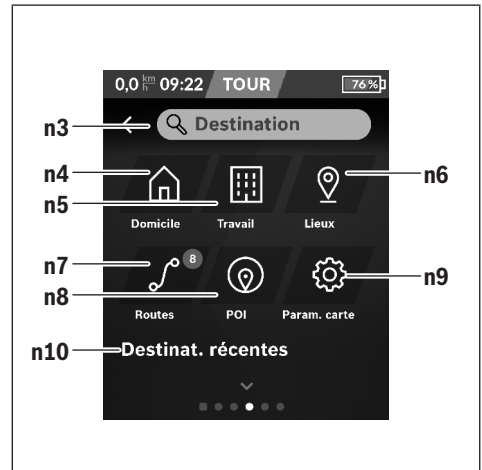 0,0 km/h 09:22 TOUR 76%
n3 Destination
n4
n5
n6
Domicile Travail Lieux
n7 8
n8
n9
Routes POI Param. carte
n10 Destinat. récentes